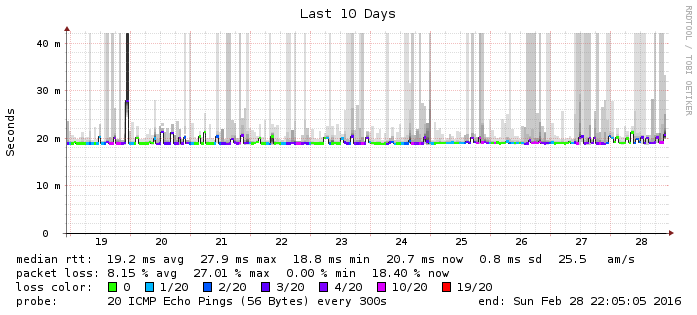 Last 10 Days
RRDTOOL / TOBI OETIKER
Seconds
40 m
30 m
20 m
10 m
0
19 20 21 22 23 24 25 26 27 28
median rtt: 19.2 ms avg 27.9 ms max 18.8 ms min 20.7 ms now 0.8 ms sd 25.5 am/s
packet loss: 8.15 % avg 27.01 % max 0.00 % min 18.40 % now
loss color: 0 1/20 2/20 3/20 4/20 10/20 19/20
probe: 20 ICMP Echo Pings (56 Bytes) every 300s end: Sun Feb 28 22:05:05 2016